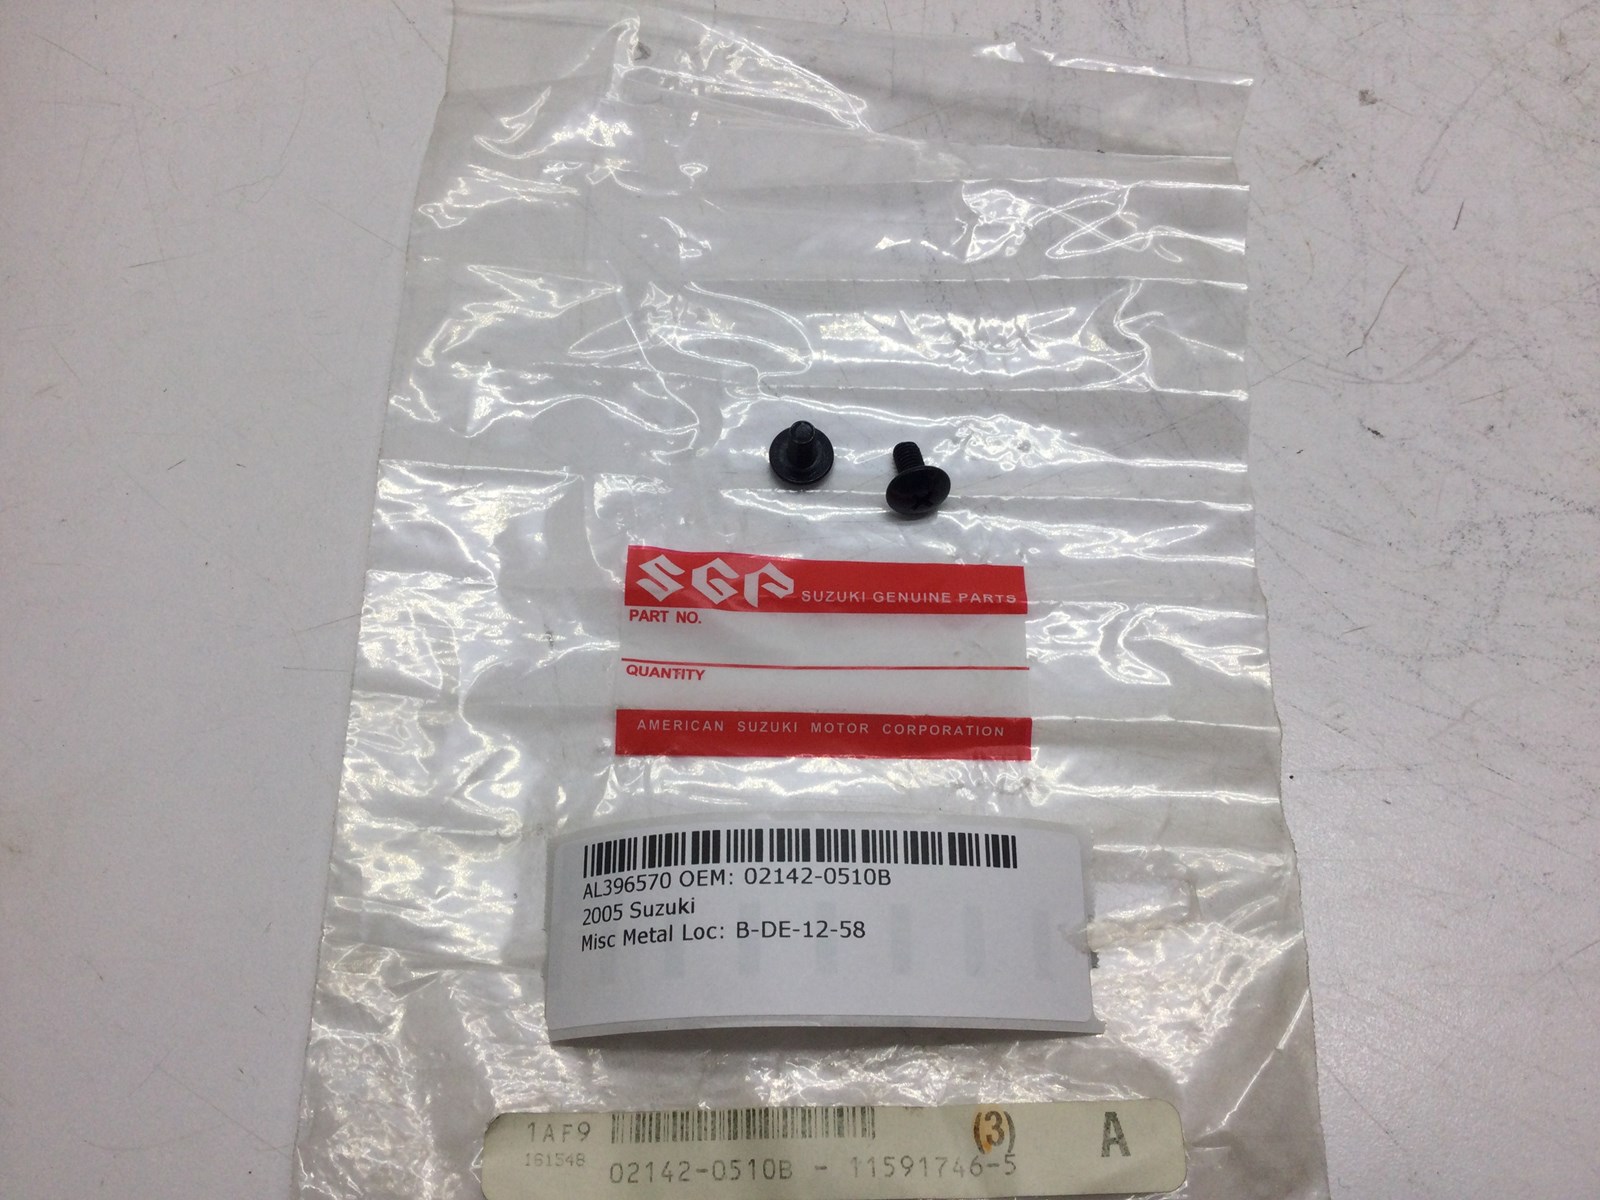 SGP SUZUKI GENUINE PARTS
PART NO.
QUANTITY
AMERICAN SUZUKI MOTOR CORPORATION
AL396570 OEM: 02142-0510B
2005 Suzuki
Misc Metal Loc: B-DE-12-58
1AF9 (3) A
161548 02142-0510B - 11591746-5